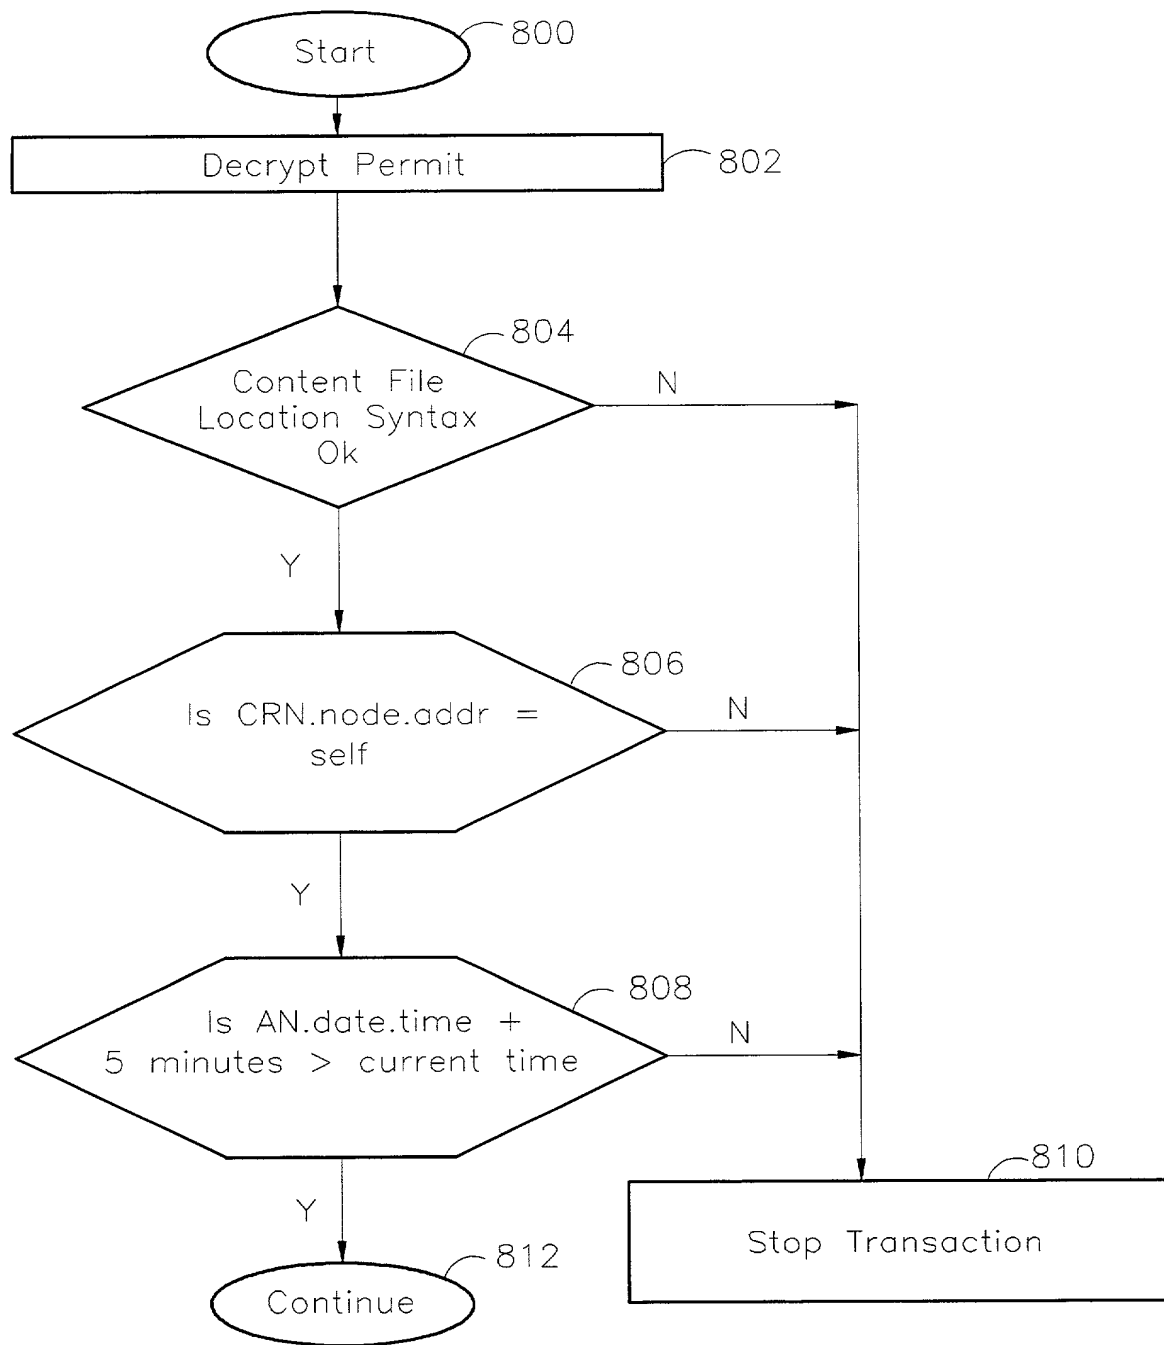 Start
800
Decrypt Permit
802
804
Content File
Location Syntax
Ok
N
Y
806
Is CRN.node.addr =
self
N
Y
808
Is AN.date.time +
5 minutes > current time
N
Y
810
Stop Transaction
812
Continue